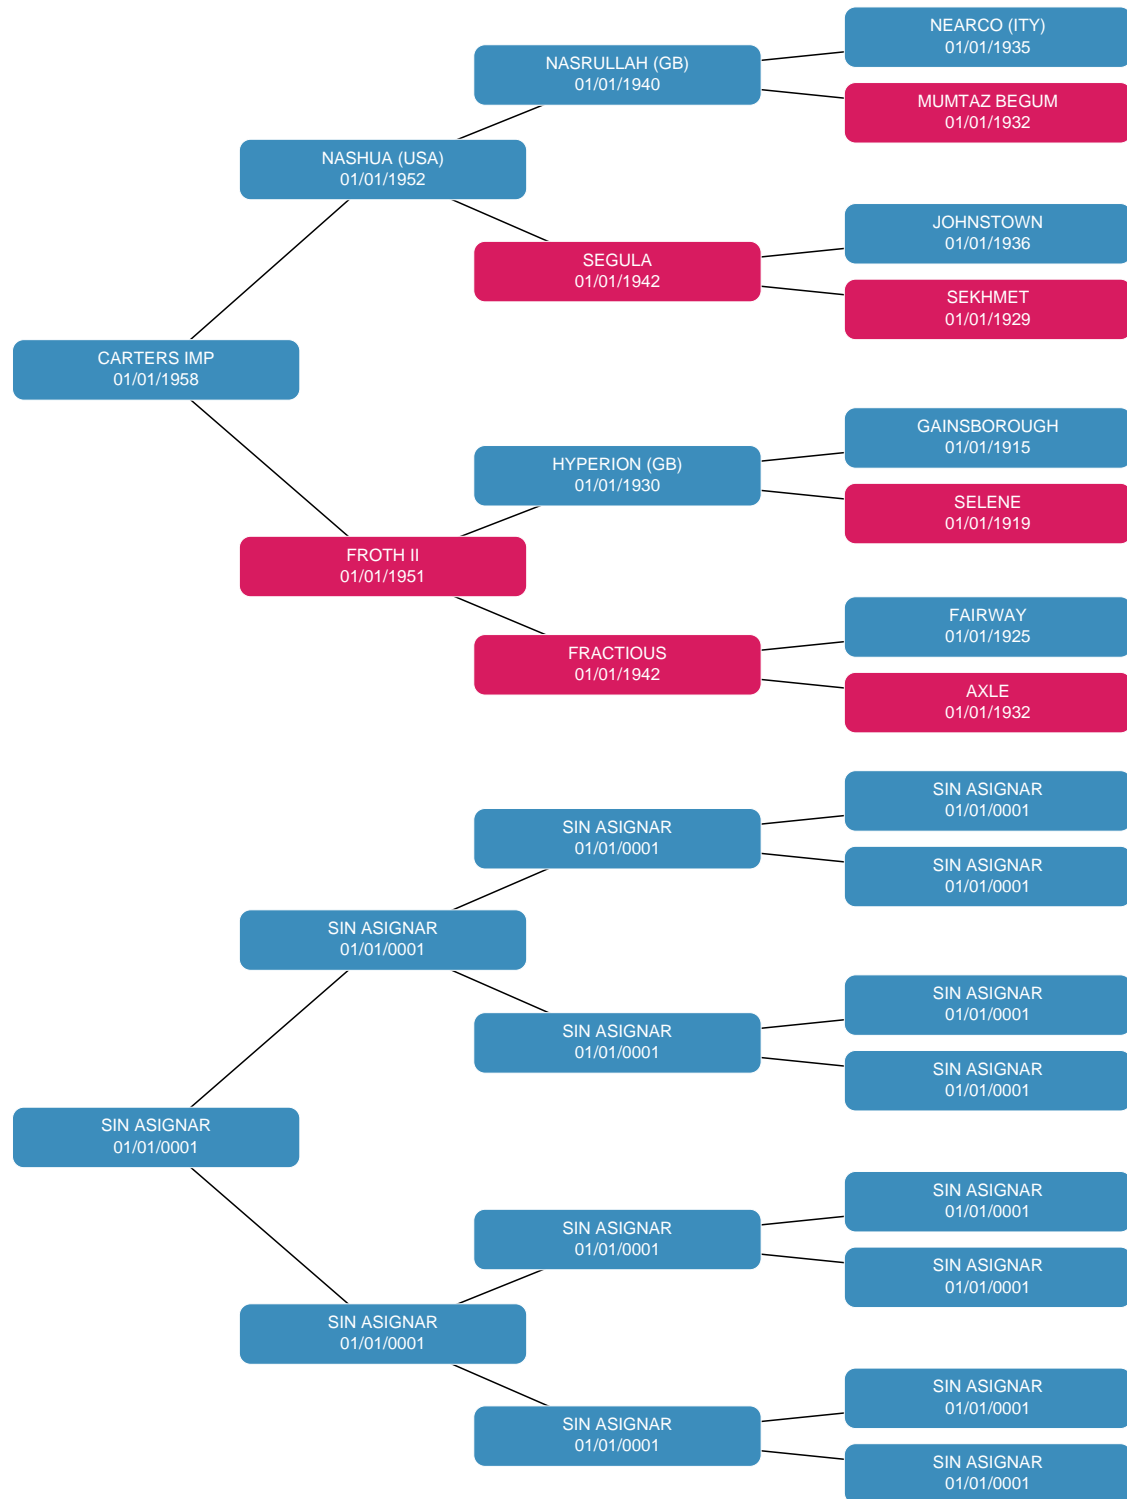 NEARCO (ITY)
01/01/1935
NASRULLAH (GB)
01/01/1940
MUMTAZ BEGUM
01/01/1932
NASHUA (USA)
01/01/1952
JOHNSTOWN
01/01/1936
SEGULA
01/01/1942
SEKHMET
01/01/1929
CARTERS IMP
01/01/1958
GAINSBOROUGH
01/01/1915
HYPERION (GB)
01/01/1930
SELENE
01/01/1919
FROTH II
01/01/1951
FAIRWAY
01/01/1925
FRACTIOUS
01/01/1942
AXLE
01/01/1932
SIN ASIGNAR
01/01/0001
SIN ASIGNAR
01/01/0001
SIN ASIGNAR
01/01/0001
SIN ASIGNAR
01/01/0001
SIN ASIGNAR
01/01/0001
SIN ASIGNAR
01/01/0001
SIN ASIGNAR
01/01/0001
SIN ASIGNAR
01/01/0001
SIN ASIGNAR
01/01/0001
SIN ASIGNAR
01/01/0001
SIN ASIGNAR
01/01/0001
SIN ASIGNAR
01/01/0001
SIN ASIGNAR
01/01/0001
SIN ASIGNAR
01/01/0001
SIN ASIGNAR
01/01/0001